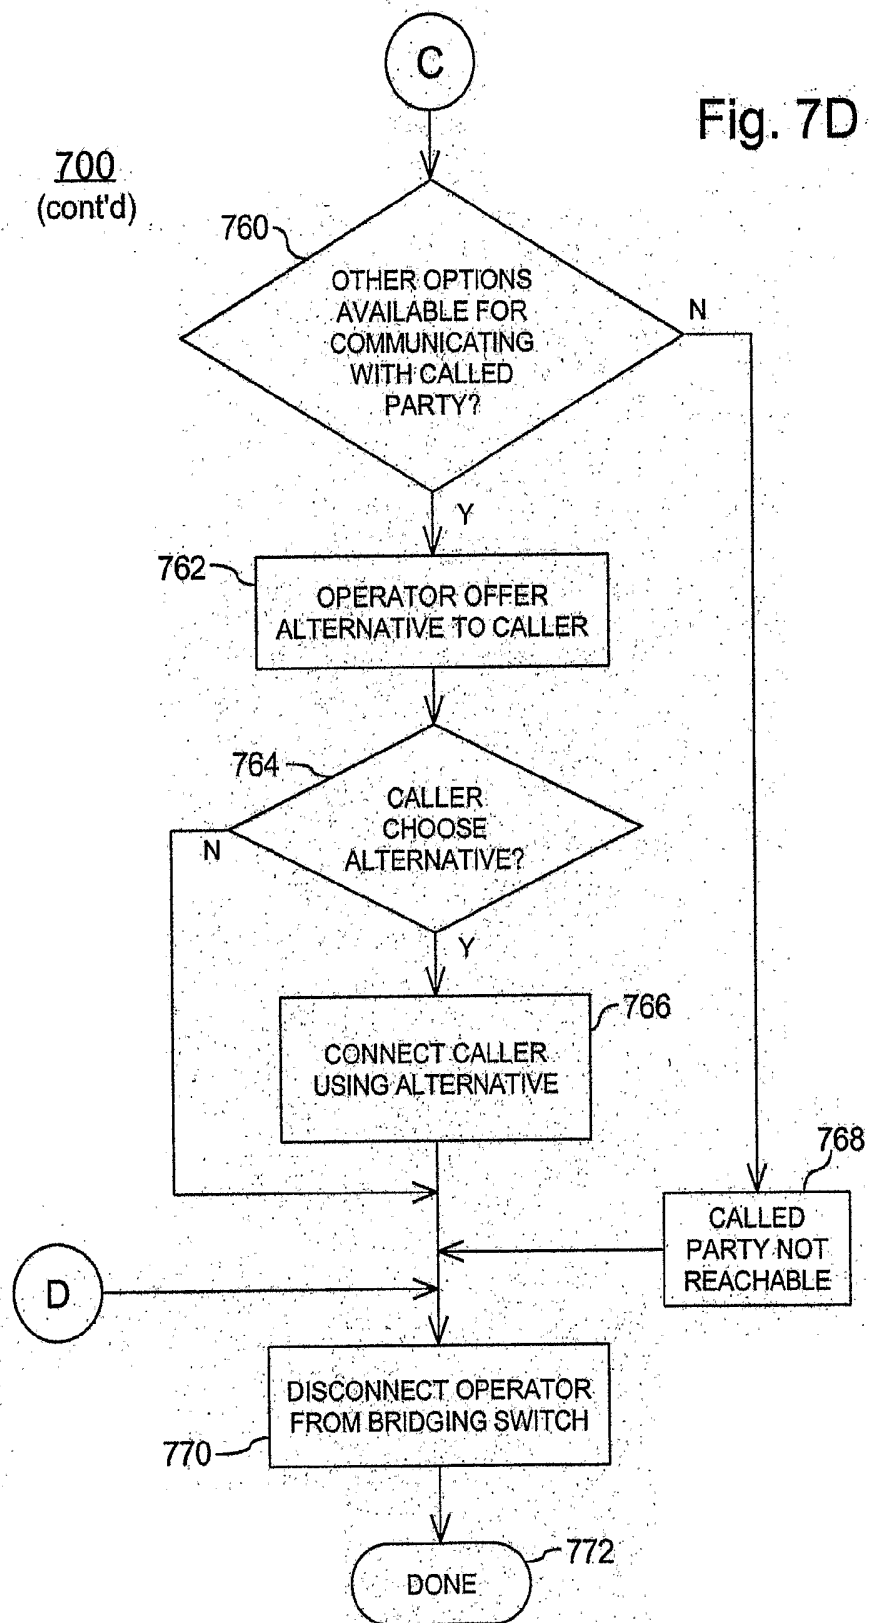 C
Fig. 7D
700
(cont'd)
760
OTHER OPTIONS
AVAILABLE FOR
COMMUNICATING
WITH CALLED
PARTY?
N
Y
762
OPERATOR OFFER
ALTERNATIVE TO CALLER
764
CALLER
CHOOSE
ALTERNATIVE?
N
Y
766
CONNECT CALLER
USING ALTERNATIVE
768
CALLED
PARTY NOT
REACHABLE
D
DISCONNECT OPERATOR
FROM BRIDGING SWITCH
770
772
DONE